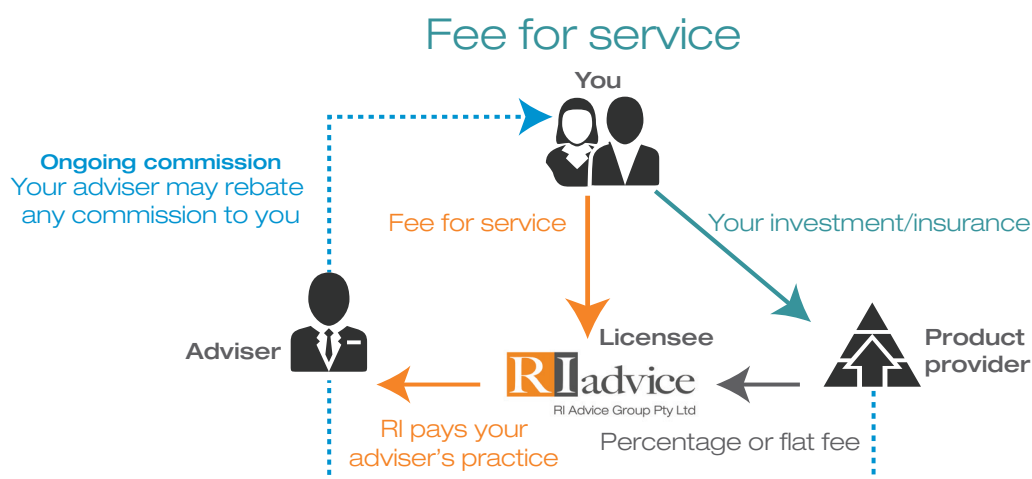 Fee for service
You
Ongoing commission
Your adviser may rebate
any commission to you
Fee for service
Your investment/insurance
Adviser
Licensee
RI advice
RI Advice Group Pty Ltd
Product
provider
RI pays your
adviser’s practice
Percentage or flat fee